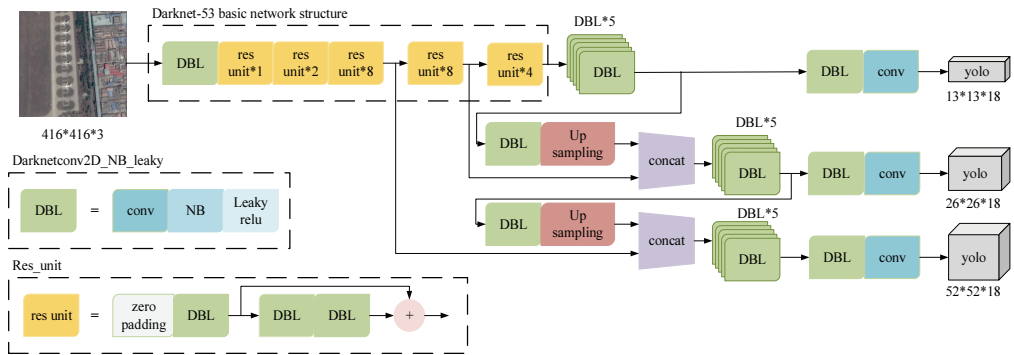 Darknet-53 basic network structure
DBL
res
unit*1
res
unit*2
res
unit*8
res
unit*8
res
unit*4
DBL*5
DBL
DBL
conv
yolo
13*13*18
416*416*3
DBL
Up
sampling
concat
DBL*5
DBL
DBL
conv
yolo
26*26*18
DBL
Up
sampling
concat
DBL*5
DBL
DBL
conv
yolo
52*52*18
Darknetconv2D_NB_leaky
DBL
=
conv
NB
Leaky
relu
Res_unit
res unit
=
zero
padding
DBL
DBL
DBL
+